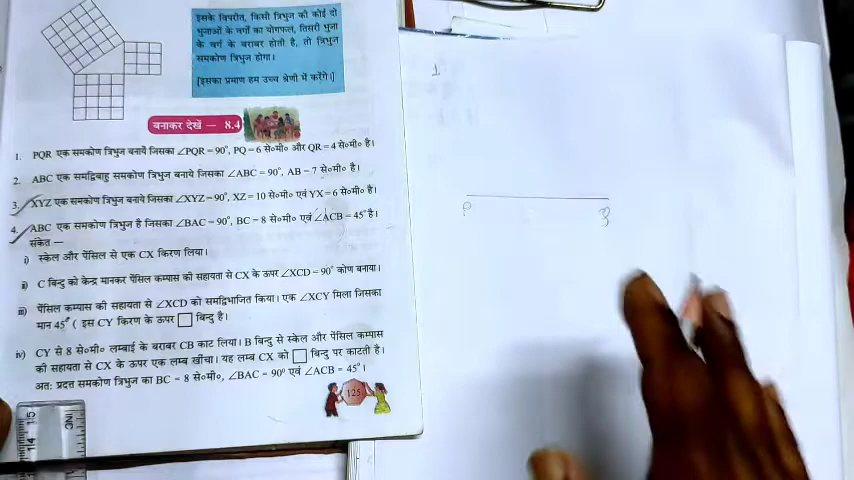 इसके विपरीत, किसी त्रिभुज की कोई दो
भुजाओं के वर्गों का योगफल, तिसरी भुजा
के वर्ग के बराबर होती है, तो त्रिभुज
समकोण त्रिभुज होगा।
[इसका प्रमाण हम उच्च श्रेणी में करेंगे।]
बनाकर देखें — 8.4
1. PQR एक समकोण त्रिभुज बनाये जिसका ∠PQR = 90°, PQ = 6 से०मी० और QR = 4 से०मी० है।
2. ABC एक समद्विबाहु समकोण त्रिभुज बनाये जिसका ∠ABC = 90°, AB = 7 से०मी० है।
3. XYZ एक समकोण त्रिभुज बनाये जिसका ∠XYZ = 90°, XZ = 10 से०मी० एवं YX = 6 से०मी० है।
4. ABC एक समकोण त्रिभुज है जिसका ∠BAC = 90°, BC = 8 से०मी० एवं ∠ACB = 45° है।
संकेत —
i) स्केल और पेंसिल से एक CX किरण लिया।
ii) C बिन्दु को केन्द्र मानकर पेंसिल कम्पास की सहायता से CX के ऊपर ∠XCD = 90° कोण बनाया।
iii) पेंसिल कम्पास की सहायता से ∠XCD को समद्विभाजित किया। एक ∠XCY मिला जिसका
मान 45° ( इस CY किरण के ऊपर □ बिन्दु है।
iv) CY से 8 से०मी० लम्बाई के बराबर CB काट लिया। B बिन्दु से स्केल और पेंसिल कम्पास
की सहायता से CX के ऊपर एक लम्ब खींचा। यह लम्ब CX को □ बिन्दु पर काटती है।
अत: प्रदत्त समकोण त्रिभुज का BC = 8 से०मी०, ∠BAC = 90° एवं ∠ACB = 45°।
125
1
P
15
14
13
INC